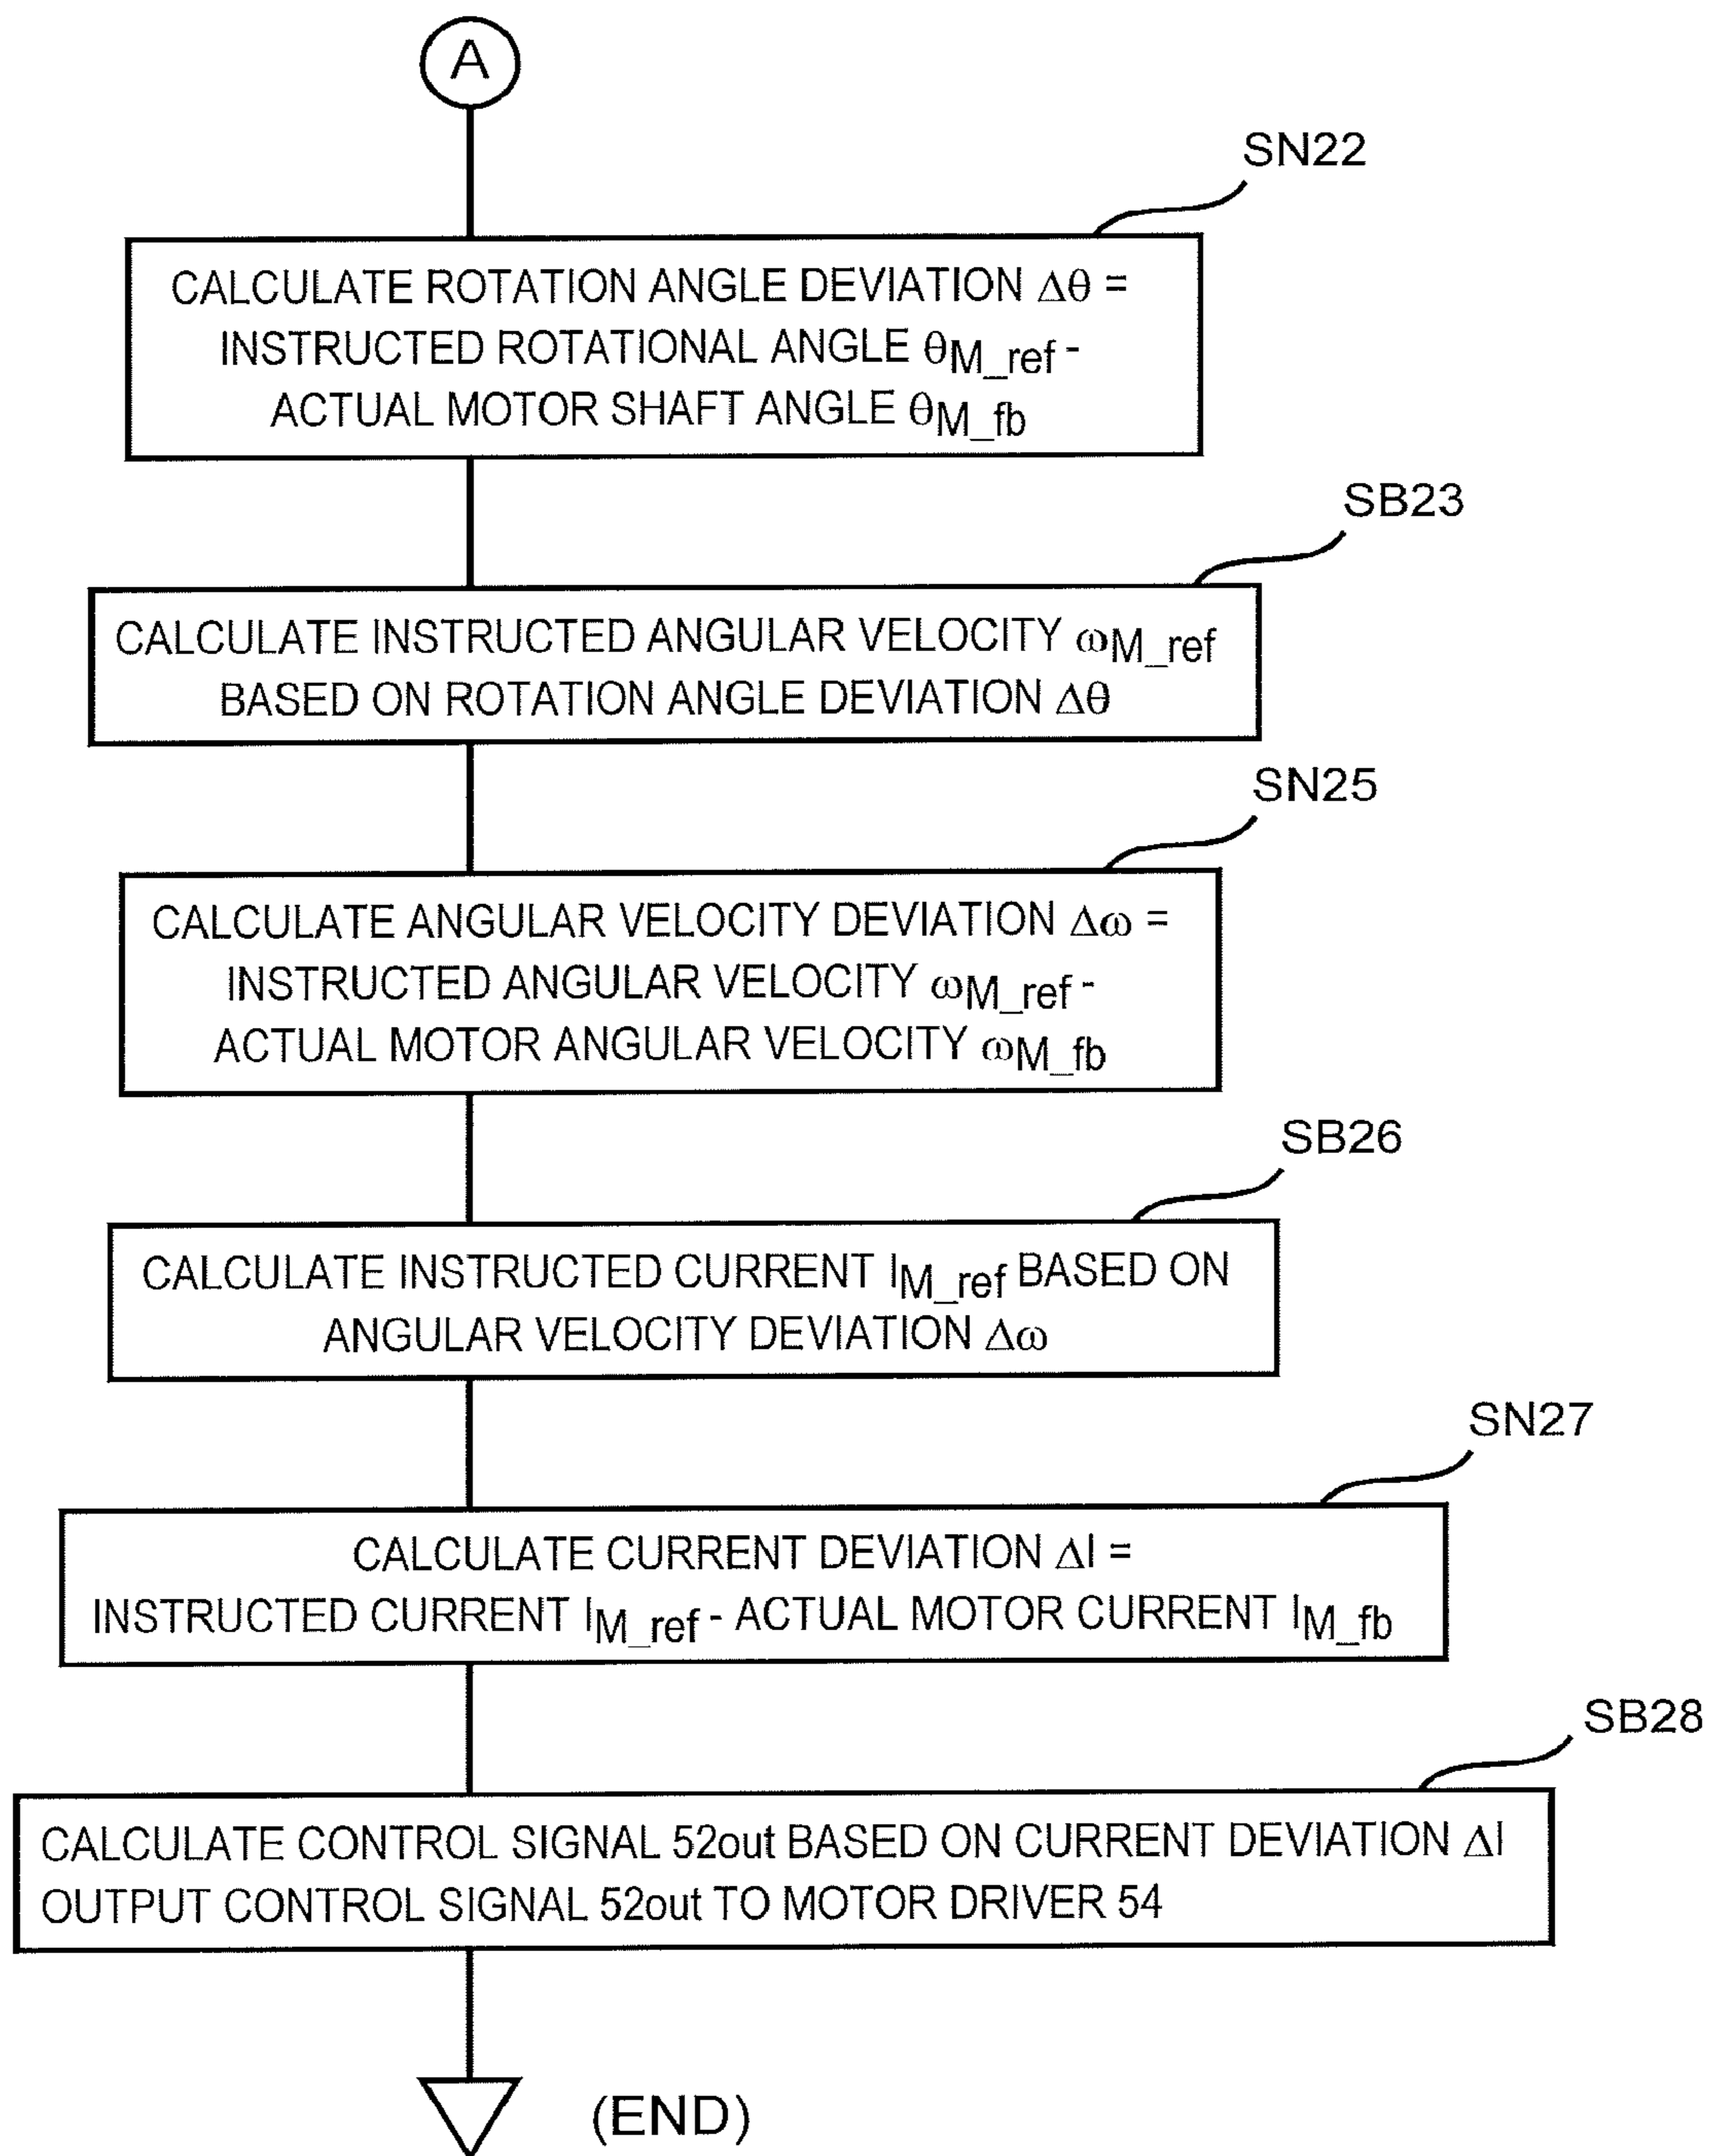 A
SN22
CALCULATE ROTATION ANGLE DEVIATION Δθ =
INSTRUCTED ROTATIONAL ANGLE θM_ref -
ACTUAL MOTOR SHAFT ANGLE θM_fb
SB23
CALCULATE INSTRUCTED ANGULAR VELOCITY ωM_ref
BASED ON ROTATION ANGLE DEVIATION Δθ
SN25
CALCULATE ANGULAR VELOCITY DEVIATION Δω =
INSTRUCTED ANGULAR VELOCITY ωM_ref -
ACTUAL MOTOR ANGULAR VELOCITY ωM_fb
SB26
CALCULATE INSTRUCTED CURRENT IM_ref BASED ON
ANGULAR VELOCITY DEVIATION Δω
SN27
CALCULATE CURRENT DEVIATION ΔI =
INSTRUCTED CURRENT IM_ref - ACTUAL MOTOR CURRENT IM_fb
SB28
CALCULATE CONTROL SIGNAL 52out BASED ON CURRENT DEVIATION ΔI
OUTPUT CONTROL SIGNAL 52out TO MOTOR DRIVER 54
(END)